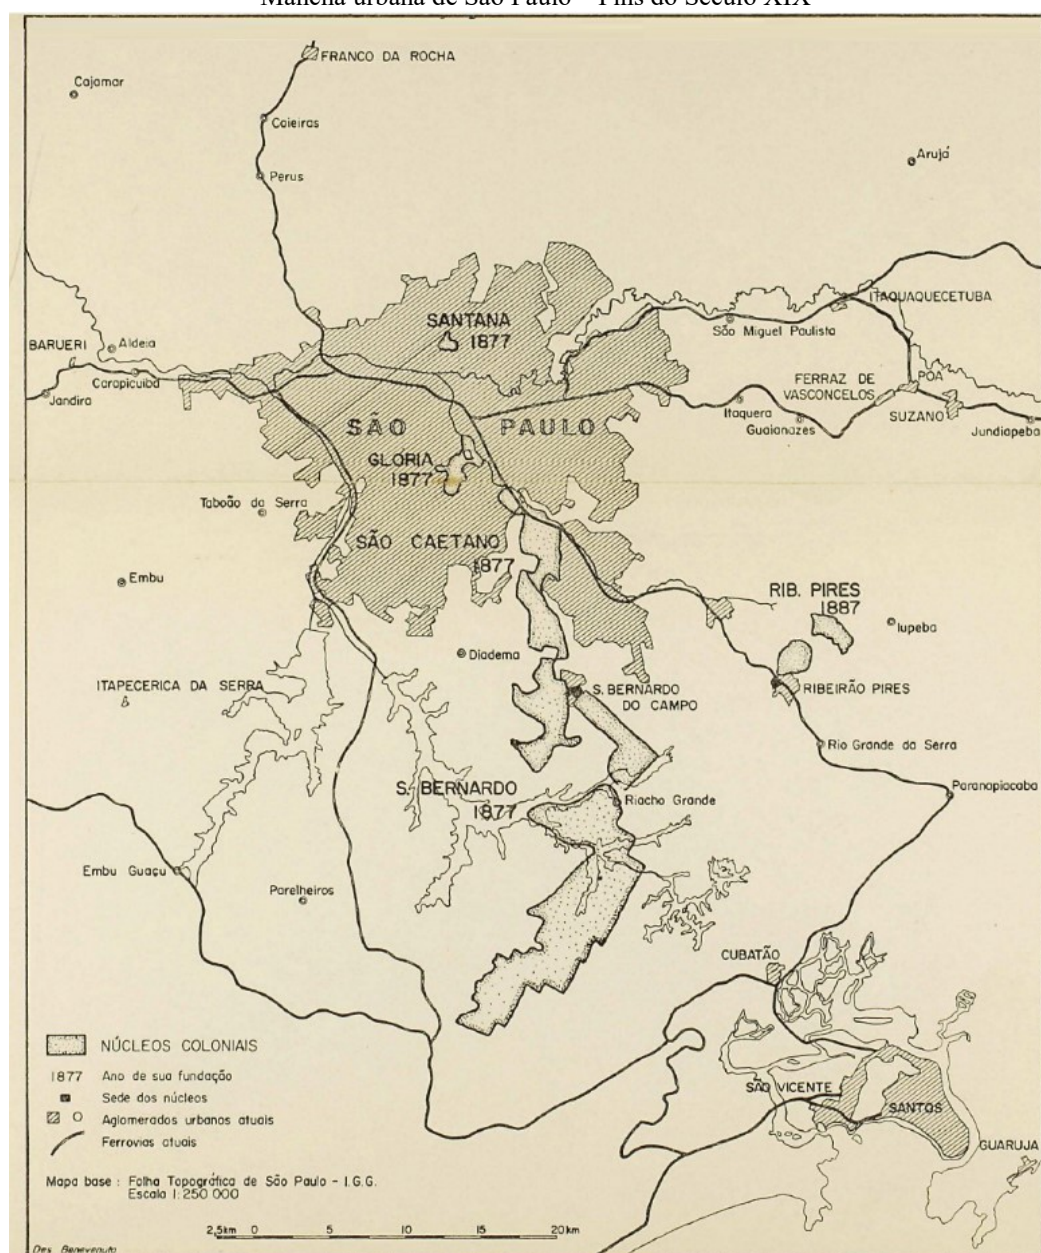 Mancha urbana de São Paulo – Fins do Século XIX
FRANCO DA ROCHA
Cajamar
Caieiras
Arujá
Perus
ITAQUAQUECETUBA
SANTANA
1877
São Miguel Paulista
BARUERI
Aldeia
Carapicuiba
FERRAZ DE
VASCONCELOS
POÁ
Jandira
Itaquera
SUZANO
Guaianazes
Jundiapeba
SÃO PAULO
GLÓRIA
1877
Taboão da Serra
SÃO CAETANO
1877
Embu
RIB. PIRES
1887
Iupeba
Diadema
ITAPECERICA DA SERRA
S. BERNARDO
DO CAMPO
RIBEIRÃO PIRES
Rio Grande da Serra
S. BERNARDO
1877
Paranapiacaba
Riacho Grande
Embu Guaçu
Parelheiros
CUBATÃO
NÚCLEOS COLONIAIS
1877 Ano de sua fundação
Sede dos núcleos
Aglomerados urbanos atuais
Ferrovias atuais
SÃO VICENTE
SANTOS
GUARUJA
Mapa base : Folha Topográfica de São Paulo - I.G.G.
Escala 1:250 000
2,5km 0 5 10 15 20km
Des. Benevenuto